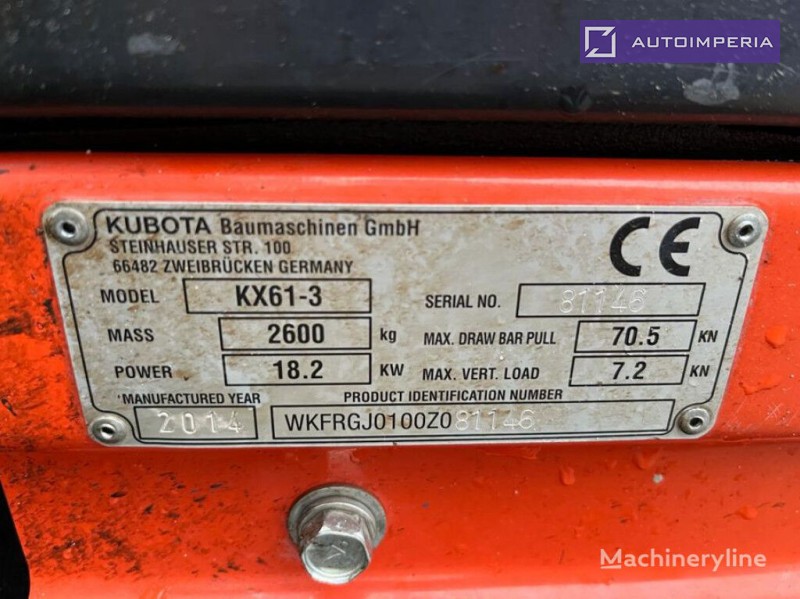 AUTOIMPERIA
KUBOTA Baumaschinen GmbH
STEINHAUSER STR. 100
66482 ZWEIBRÜCKEN GERMANY
CE
MODEL KX61-3 SERIAL NO. 81146
MASS 2600 kg MAX. DRAW BAR PULL 70.5 KN
POWER 18.2 KW MAX. VERT. LOAD 7.2 KN
MANUFACTURED YEAR PRODUCT IDENTIFICATION NUMBER
2014 WKFRGJ0100Z081146
Machineryline